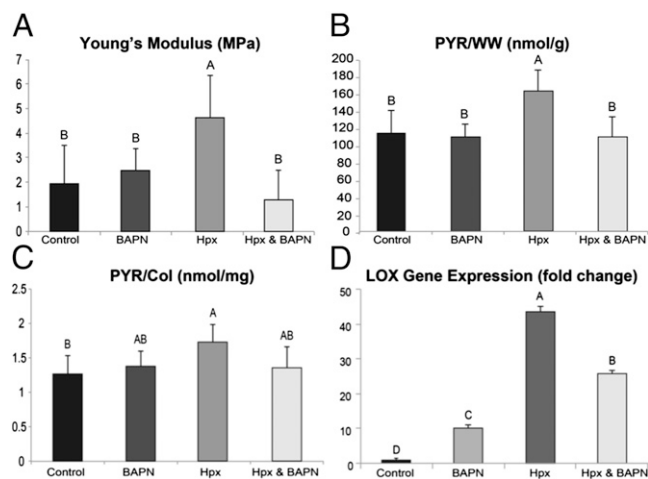 A
Young's Modulus (MPa)
7
6
5
4
3
2
1
0
B
B
A
B
Control BAPN Hpx Hpx & BAPN
B
PYR/WW (nmol/g)
200
180
160
140
120
100
80
60
40
20
0
B
B
A
B
Control BAPN Hpx Hpx & BAPN
C
PYR/Col (nmol/mg)
2.5
2
1.5
1
0.5
0
B
AB
A
AB
Control BAPN Hpx Hpx & BAPN
D
LOX Gene Expression (fold change)
50
40
30
20
10
0
D
C
A
B
Control BAPN Hpx Hpx & BAPN